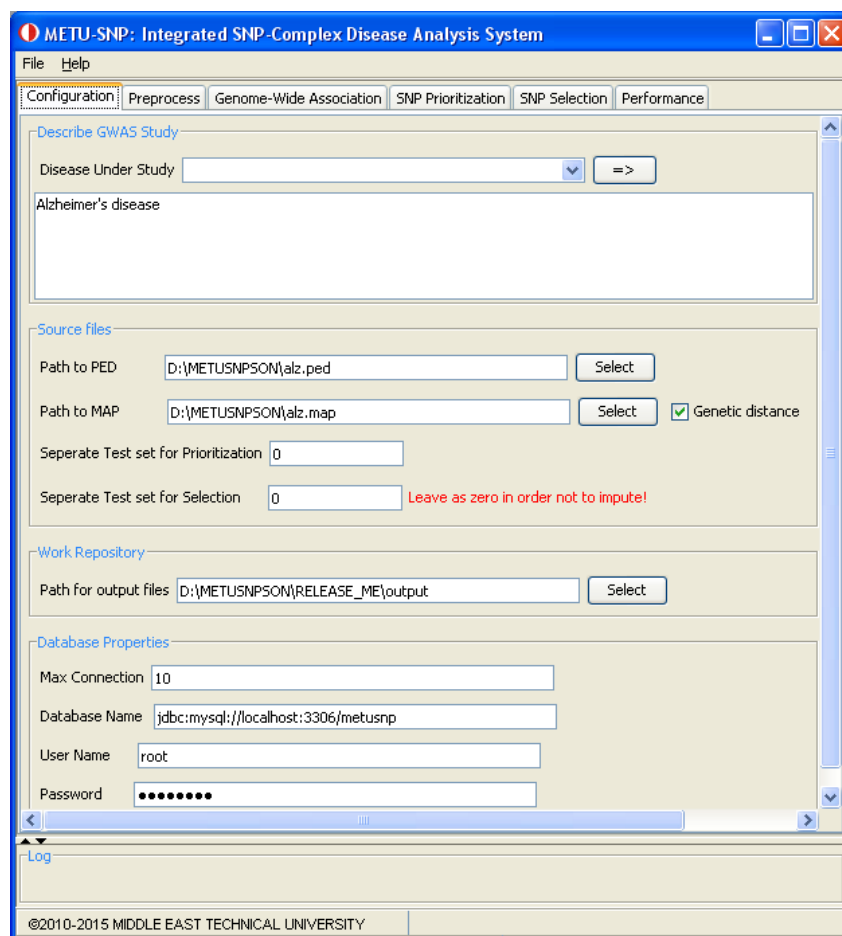 METU-SNP: Integrated SNP-Complex Disease Analysis System
File Help
Configuration Preprocess Genome-Wide Association SNP Prioritization SNP Selection Performance
Describe GWAS Study
Disease Under Study =>
Alzheimer's disease
Source files
Path to PED D:\METUSNPSON\alz.ped Select
Path to MAP D:\METUSNPSON\alz.map Select Genetic distance
Seperate Test set for Prioritization 0
Seperate Test set for Selection 0 Leave as zero in order not to impute!
Work Repository
Path for output files D:\METUSNPSON\RELEASE_ME\output Select
Database Properties
Max Connection 10
Database Name jdbc:mysql://localhost:3306/metusnp
User Name root
Password ●●●●●●●●
Log
©2010-2015 MIDDLE EAST TECHNICAL UNIVERSITY